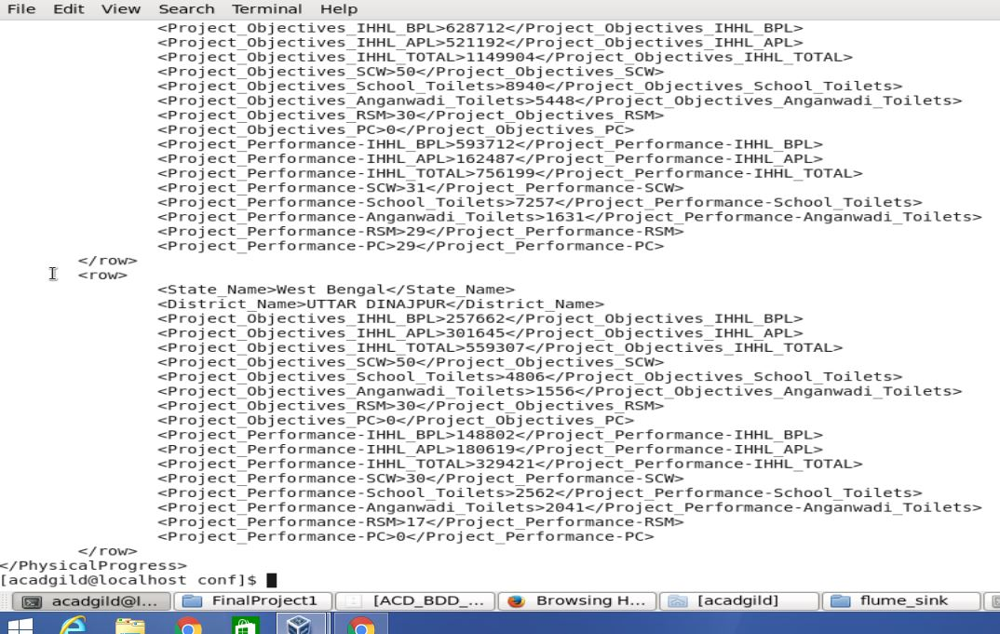 File Edit View Search Terminal Help
<Project_Objectives_IHHL_BPL>628712</Project_Objectives_IHHL_BPL>
<Project_Objectives_IHHL_APL>521192</Project_Objectives_IHHL_APL>
<Project_Objectives_IHHL_TOTAL>1149904</Project_Objectives_IHHL_TOTAL>
<Project_Objectives_SCW>50</Project_Objectives_SCW>
<Project_Objectives_School_Toilets>8940</Project_Objectives_School_Toilets>
<Project_Objectives_Anganwadi_Toilets>5448</Project_Objectives_Anganwadi_Toilets>
<Project_Objectives_RSM>30</Project_Objectives_RSM>
<Project_Objectives_PC>0</Project_Objectives_PC>
<Project_Performance-IHHL_BPL>593712</Project_Performance-IHHL_BPL>
<Project_Performance-IHHL_APL>162487</Project_Performance-IHHL_APL>
<Project_Performance-IHHL_TOTAL>756199</Project_Performance-IHHL_TOTAL>
<Project_Performance-SCW>31</Project_Performance-SCW>
<Project_Performance-School_Toilets>7257</Project_Performance-School_Toilets>
<Project_Performance-Anganwadi_Toilets>1631</Project_Performance-Anganwadi_Toilets>
<Project_Performance-RSM>29</Project_Performance-RSM>
<Project_Performance-PC>29</Project_Performance-PC>
</row>
<row>
<State_Name>West Bengal</State_Name>
<District_Name>UTTAR DINAJPUR</District_Name>
<Project_Objectives_IHHL_BPL>257662</Project_Objectives_IHHL_BPL>
<Project_Objectives_IHHL_APL>301645</Project_Objectives_IHHL_APL>
<Project_Objectives_IHHL_TOTAL>559307</Project_Objectives_IHHL_TOTAL>
<Project_Objectives_SCW>50</Project_Objectives_SCW>
<Project_Objectives_School_Toilets>4806</Project_Objectives_School_Toilets>
<Project_Objectives_Anganwadi_Toilets>1556</Project_Objectives_Anganwadi_Toilets>
<Project_Objectives_RSM>30</Project_Objectives_RSM>
<Project_Objectives_PC>0</Project_Objectives_PC>
<Project_Performance-IHHL_BPL>148802</Project_Performance-IHHL_BPL>
<Project_Performance-IHHL_APL>180619</Project_Performance-IHHL_APL>
<Project_Performance-IHHL_TOTAL>329421</Project_Performance-IHHL_TOTAL>
<Project_Performance-SCW>30</Project_Performance-SCW>
<Project_Performance-School_Toilets>2562</Project_Performance-School_Toilets>
<Project_Performance-Anganwadi_Toilets>2041</Project_Performance-Anganwadi_Toilets>
<Project_Performance-RSM>17</Project_Performance-RSM>
<Project_Performance-PC>0</Project_Performance-PC>
</row>
</PhysicalProgress>
[acadgild@localhost conf]$
acadgild@l... FinalProject1 [ACD_BDD_... Browsing H... [acadgild] flume_sink